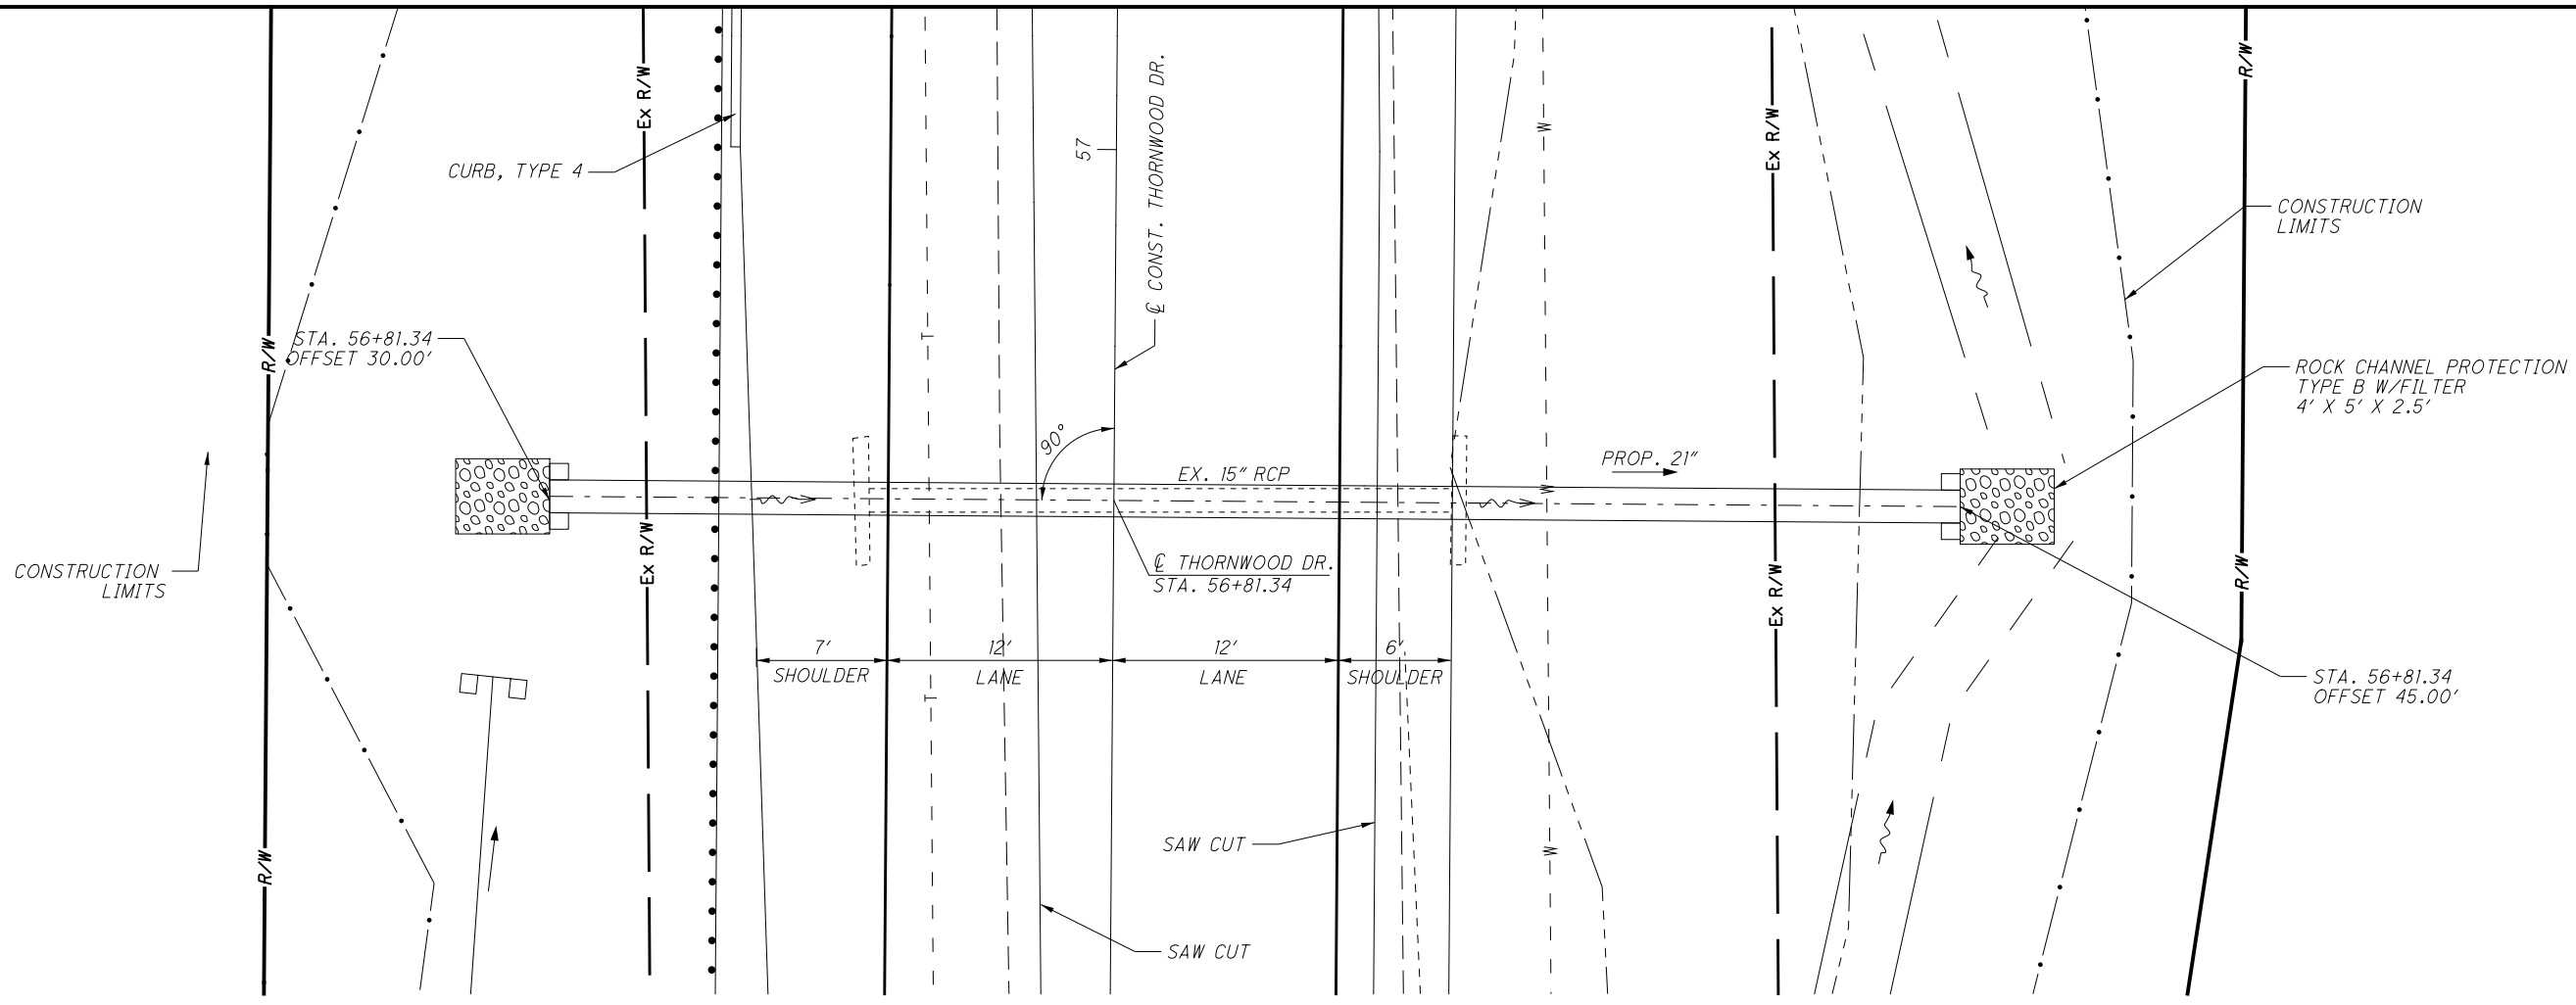 R/W
Ex R/W
Ex R/W
℄ CONST. THORNWOOD DR.
57
W
CURB, TYPE 4
CONSTRUCTION
LIMITS
STA. 56+81.34
OFFSET 30.00'
R/W
T
ROCK CHANNEL PROTECTION
TYPE B W/FILTER
4' X 5' X 2.5'
90°
EX. 15" RCP
PROP. 21"
W
CONSTRUCTION
LIMITS
Ex R/W
℄ THORNWOOD DR.
STA. 56+81.34
Ex R/W
R/W
7'
SHOULDER
12'
LANE
12'
LANE
6'
SHOULDER
T
STA. 56+81.34
OFFSET 45.00'
SAW CUT
W
R/W
SAW CUT